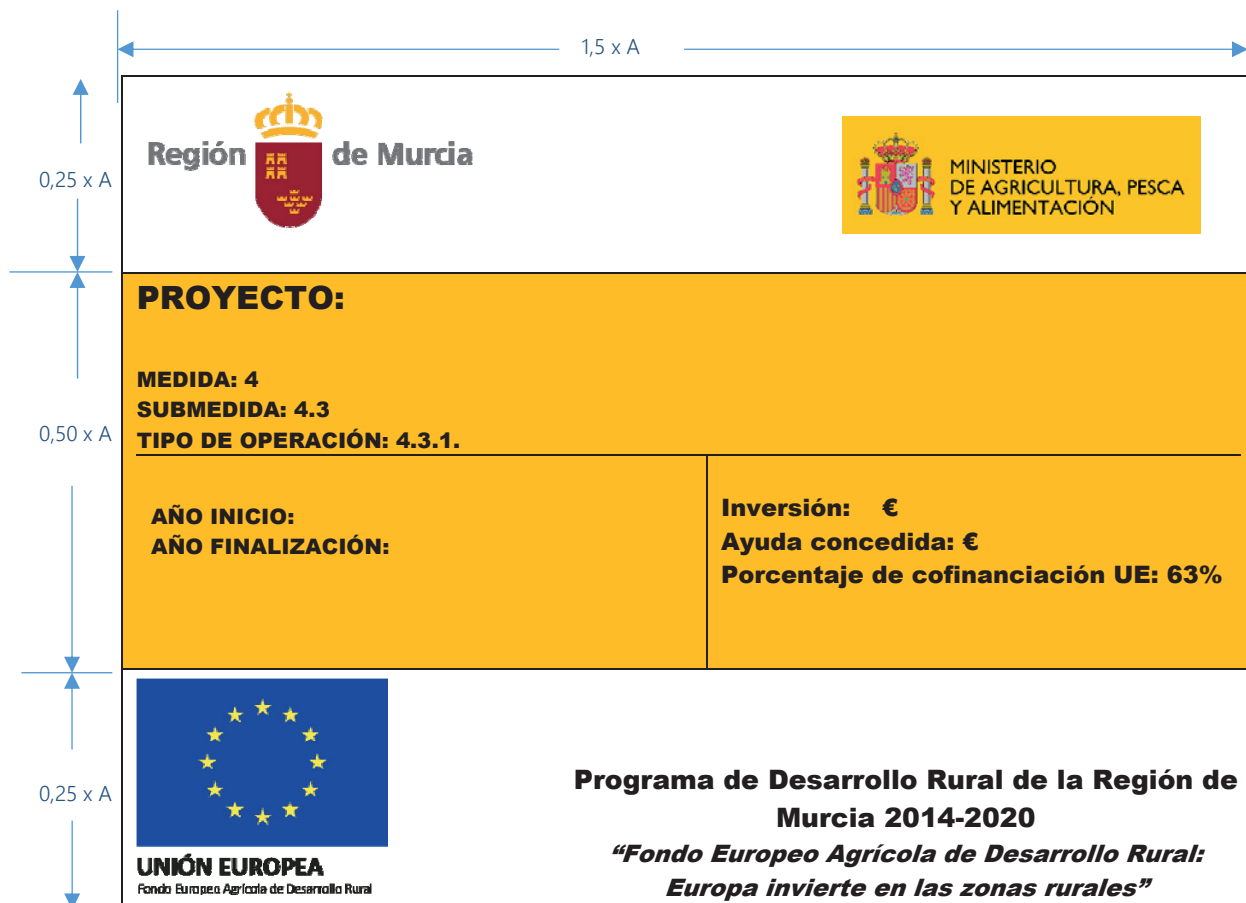 1,5 x A
0,25 x A
Región de Murcia
MINISTERIO
DE AGRICULTURA, PESCA
Y ALIMENTACIÓN
PROYECTO:
MEDIDA: 4
SUBMEDIDA: 4.3
TIPO DE OPERACIÓN: 4.3.1.
0,50 x A
AÑO INICIO:
AÑO FINALIZACIÓN:
Inversión: €
Ayuda concedida: €
Porcentaje de cofinanciación UE: 63%
0,25 x A
UNIÓN EUROPEA
Fondo Europeo Agrícola de Desarrollo Rural
Programa de Desarrollo Rural de la Región de
Murcia 2014-2020
“Fondo Europeo Agrícola de Desarrollo Rural:
Europa invierte en las zonas rurales”